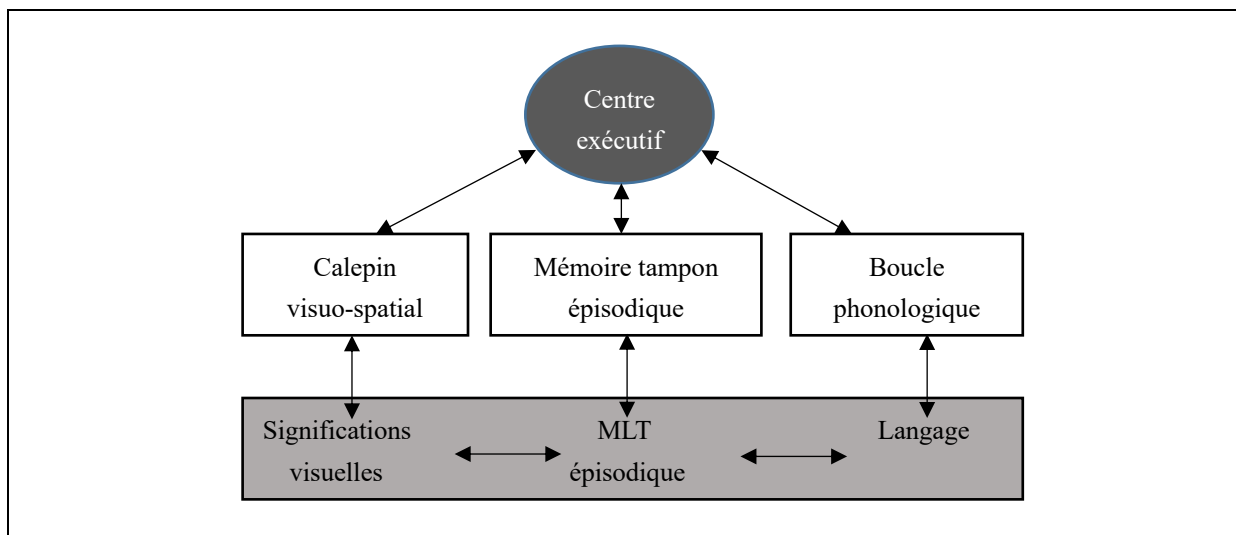 Centre
exécutif
Calepin
visuo-spatial
Mémoire tampon
épisodique
Boucle
phonologique
Significations
visuelles
MLT
épisodique
Langage